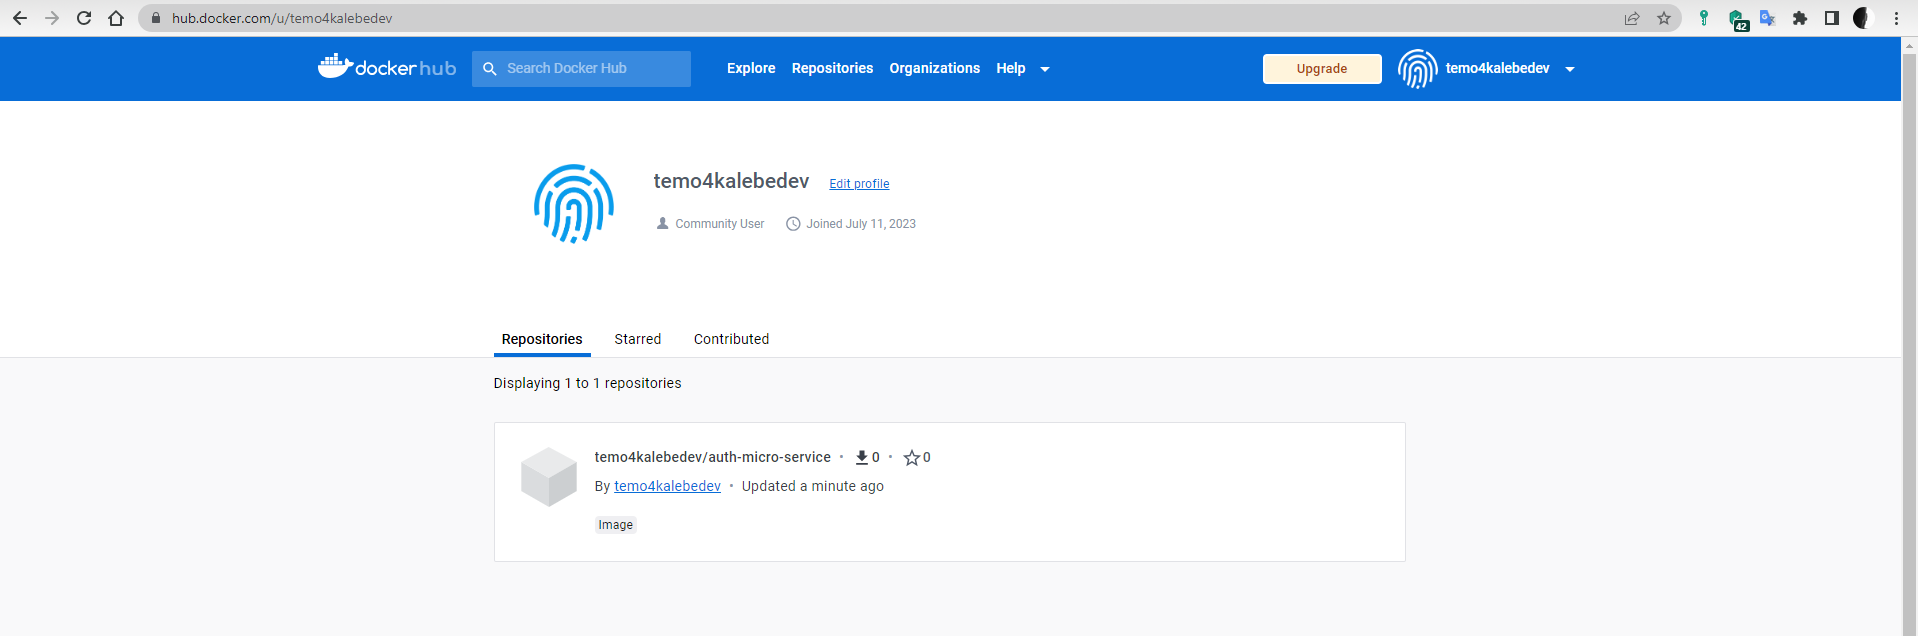 hub.docker.com/u/temo4kalebedev
42
docker hub
Search Docker Hub
Explore Repositories Organizations Help
Upgrade
temo4kalebedev
temo4kalebedev Edit profile
Community User Joined July 11, 2023
Repositories Starred Contributed
Displaying 1 to 1 repositories
temo4kalebedev/auth-micro-service • 0 • 0
By temo4kalebedev • Updated a minute ago
Image